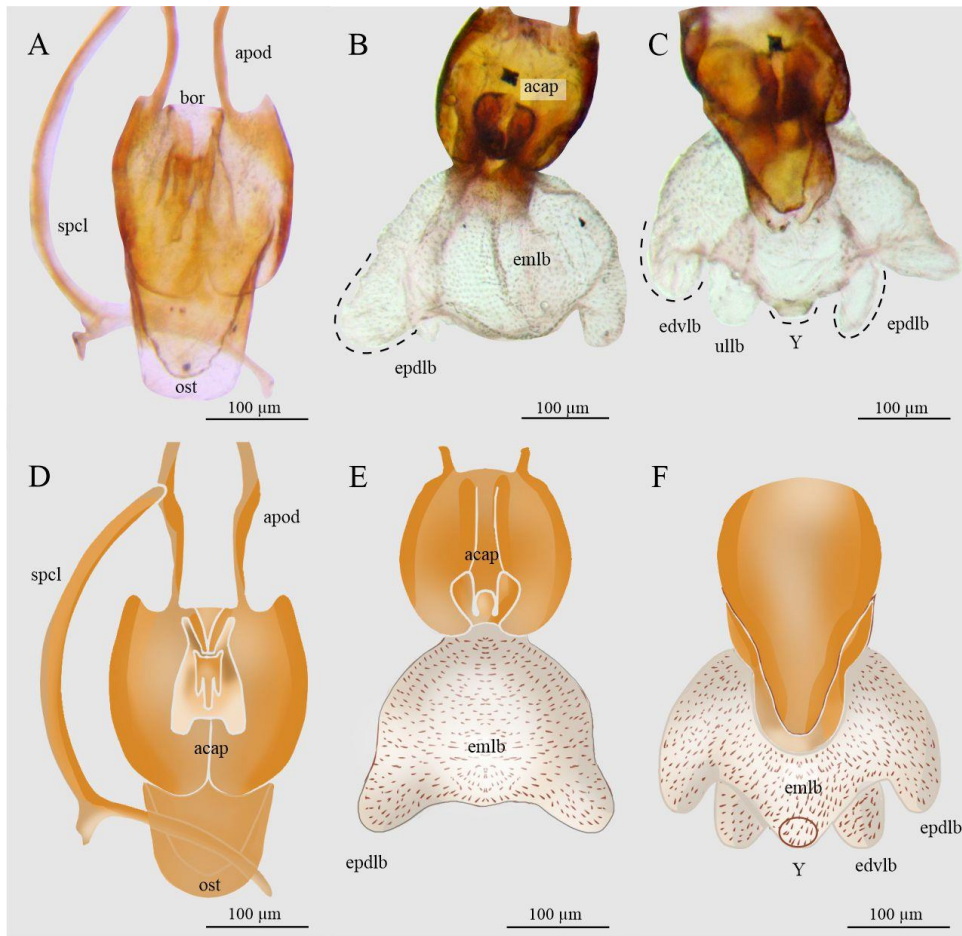 A
apod
bor
spcl
ost
100 µm
B
acap
emlb
epdlb
100 µm
C
edvlb
ullb
Y
epdlb
100 µm
D
apod
spcl
acap
ost
100 µm
E
acap
emlb
epdlb
100 µm
F
emlb
epdlb
Y
edvlb
100 µm